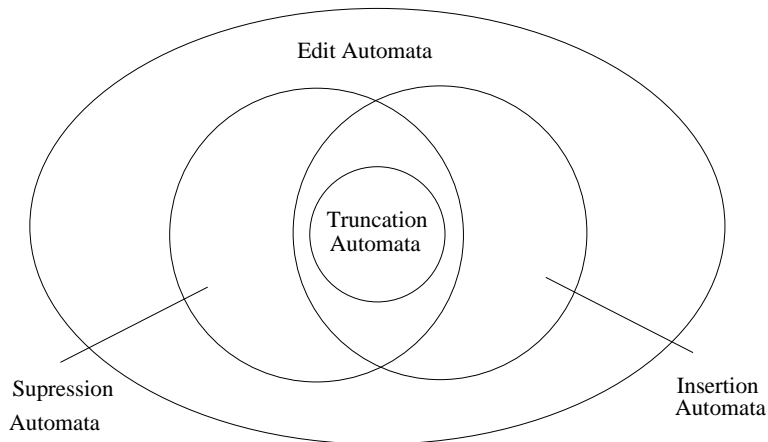 Edit Automata
Truncation
Automata
Supression
Automata
Insertion
Automata